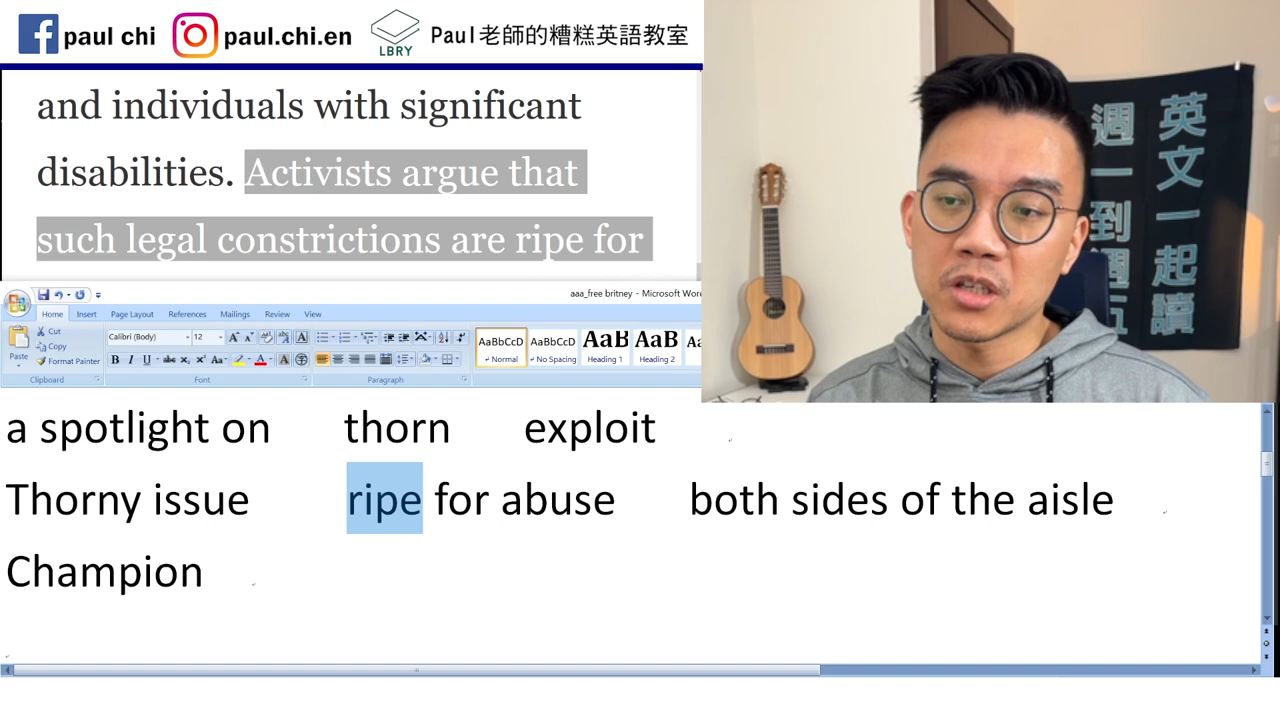 paul chi paul.chi.en LBRY Paul老師的糟糕英語教室
and individuals with significant
disabilities. Activists argue that
such legal constrictions are ripe for
aaa_free britney - Microsoft Word
Home Insert Page Layout References Mailings Review View
Paste Cut Copy Format Painter
Calibri (Body) 12
AaBbCcD AaBbCcD AaB AaBB
Normal No Spacing Heading 1 Heading 2
Clipboard Font Paragraph
英文一起讀
週一到週五
a spotlight on thorn exploit
Thorny issue ripe for abuse both sides of the aisle
Champion